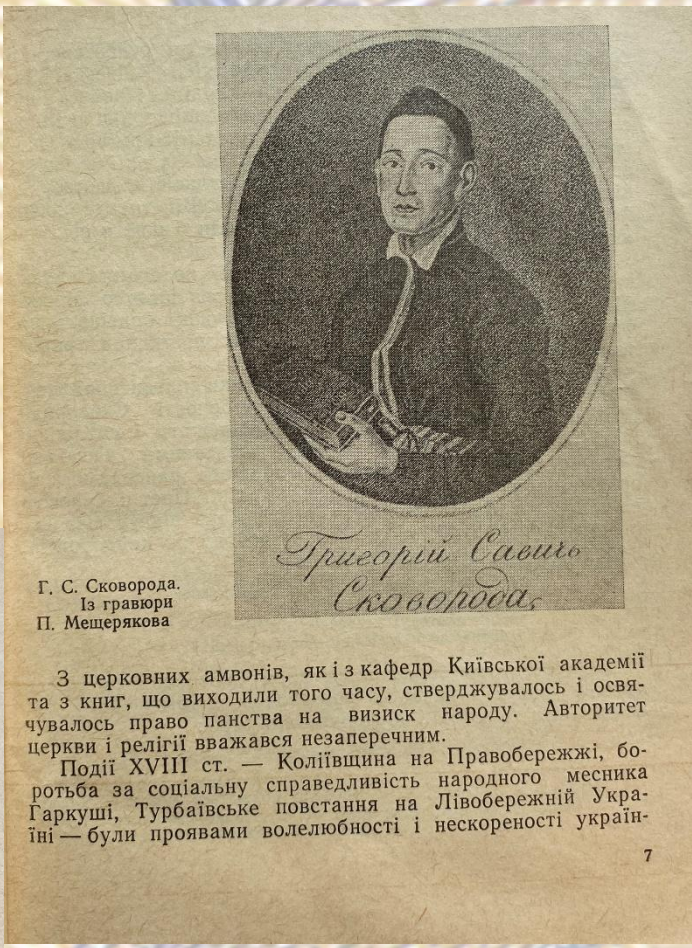 Григорій Савичь
Сковорода,
Г. С. Сковорода.
Із гравюри
П. Мещерякова
З церковних амвонів, як і з кафедр Київської академії
та з книг, що виходили того часу, стверджувалось і освя-
чувалось право панства на визиск народу. Авторитет
церкви і релігії вважався незаперечним.
Події XVIII ст. — Коліївщина на Правобережжі, бо-
ротьба за соціальну справедливість народного месника
Гаркуші, Турбаївське повстання на Лівобережній Укра-
їні — були проявами волелюбності і нескореності україн-
7